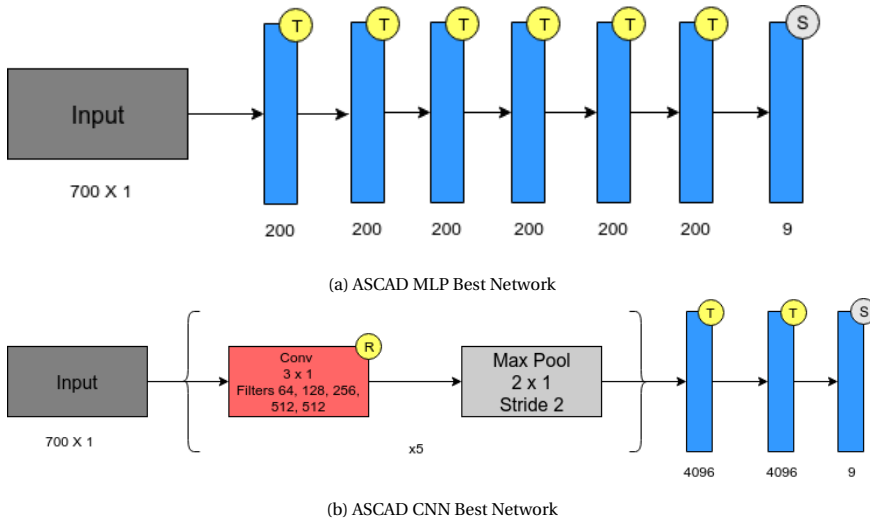 T T T T T T S
Input
700 X 1
200 200 200 200 200 200 9
(a) ASCAD MLP Best Network
T T S
R
Input
Conv
3 x 1
Filters 64, 128, 256,
512, 512
Max Pool
2 x 1
Stride 2
700 X 1
x5
4096 4096 9
(b) ASCAD CNN Best Network